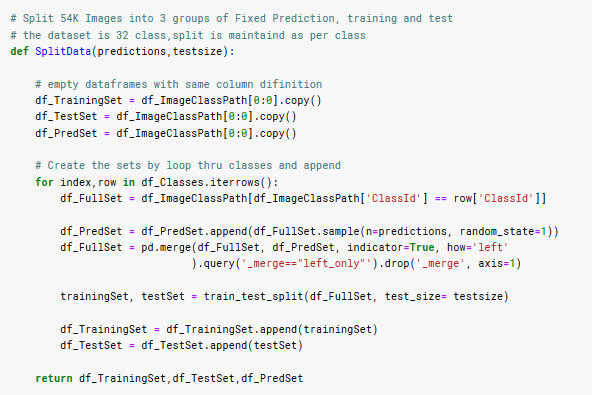 # Split 54K Images into 3 groups of Fixed Prediction, training and test
# the dataset is 32 class,split is maintaind as per class
def SplitData(predictions,testsize):
    # empty dataframes with same column difinition
    df_TrainingSet = df_ImageClassPath[0:0].copy()
    df_TestSet = df_ImageClassPath[0:0].copy()
    df_PredSet = df_ImageClassPath[0:0].copy()
    # Create the sets by loop thru classes and append
    for index,row in df_Classes.iterrows():
        df_FullSet = df_ImageClassPath[df_ImageClassPath['ClassId'] == row['ClassId']]
        df_PredSet = df_PredSet.append(df_FullSet.sample(n=predictions, random_state=1))
        df_FullSet = pd.merge(df_FullSet, df_PredSet, indicator=True, how='left'
                             ).query('_merge=="left_only"').drop('_merge', axis=1)
        trainingSet, testSet = train_test_split(df_FullSet, test_size= testsize)
        df_TrainingSet = df_TrainingSet.append(trainingSet)
        df_TestSet = df_TestSet.append(testSet)
    return df_TrainingSet,df_TestSet,df_PredSet